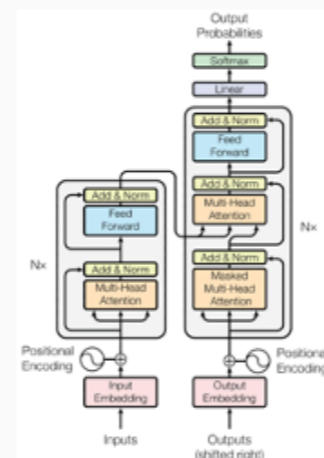 Output
Probabilities
Softmax
Linear
Add & Norm
Feed
Forward
Add & Norm
Multi-Head
Attention
Add & Norm
Masked
Multi-Head
Attention
Nx
Add & Norm
Feed
Forward
Add & Norm
Multi-Head
Attention
Nx
Positional
Encoding
Input
Embedding
Inputs
Positional
Encoding
Output
Embedding
Outputs
(shifted right)